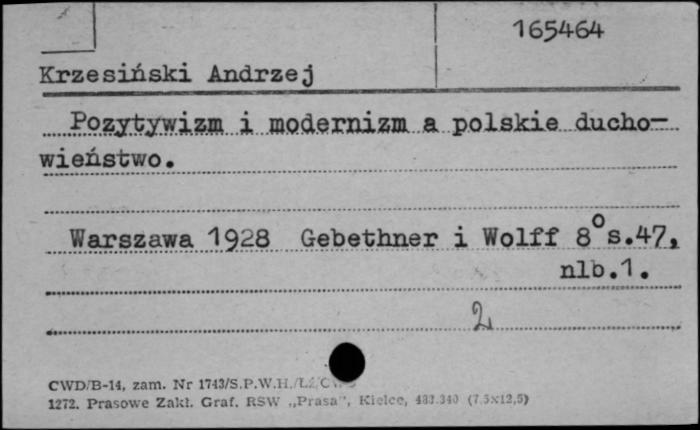 165464
Krzesiński Andrzej
Pozytywizm i modernizm a polskie ducho—
wieństwo.
Warszawa 1928 Gebethner i Wolff 8° s.47,
nlb.1.
2
CWD/B-14, zam. Nr 1743/S.P.W.H./ŁZ/
1272. Prasowe Zakł. Graf. RSW „Prasa", Kielce, 483.340 (7,5x12,5)